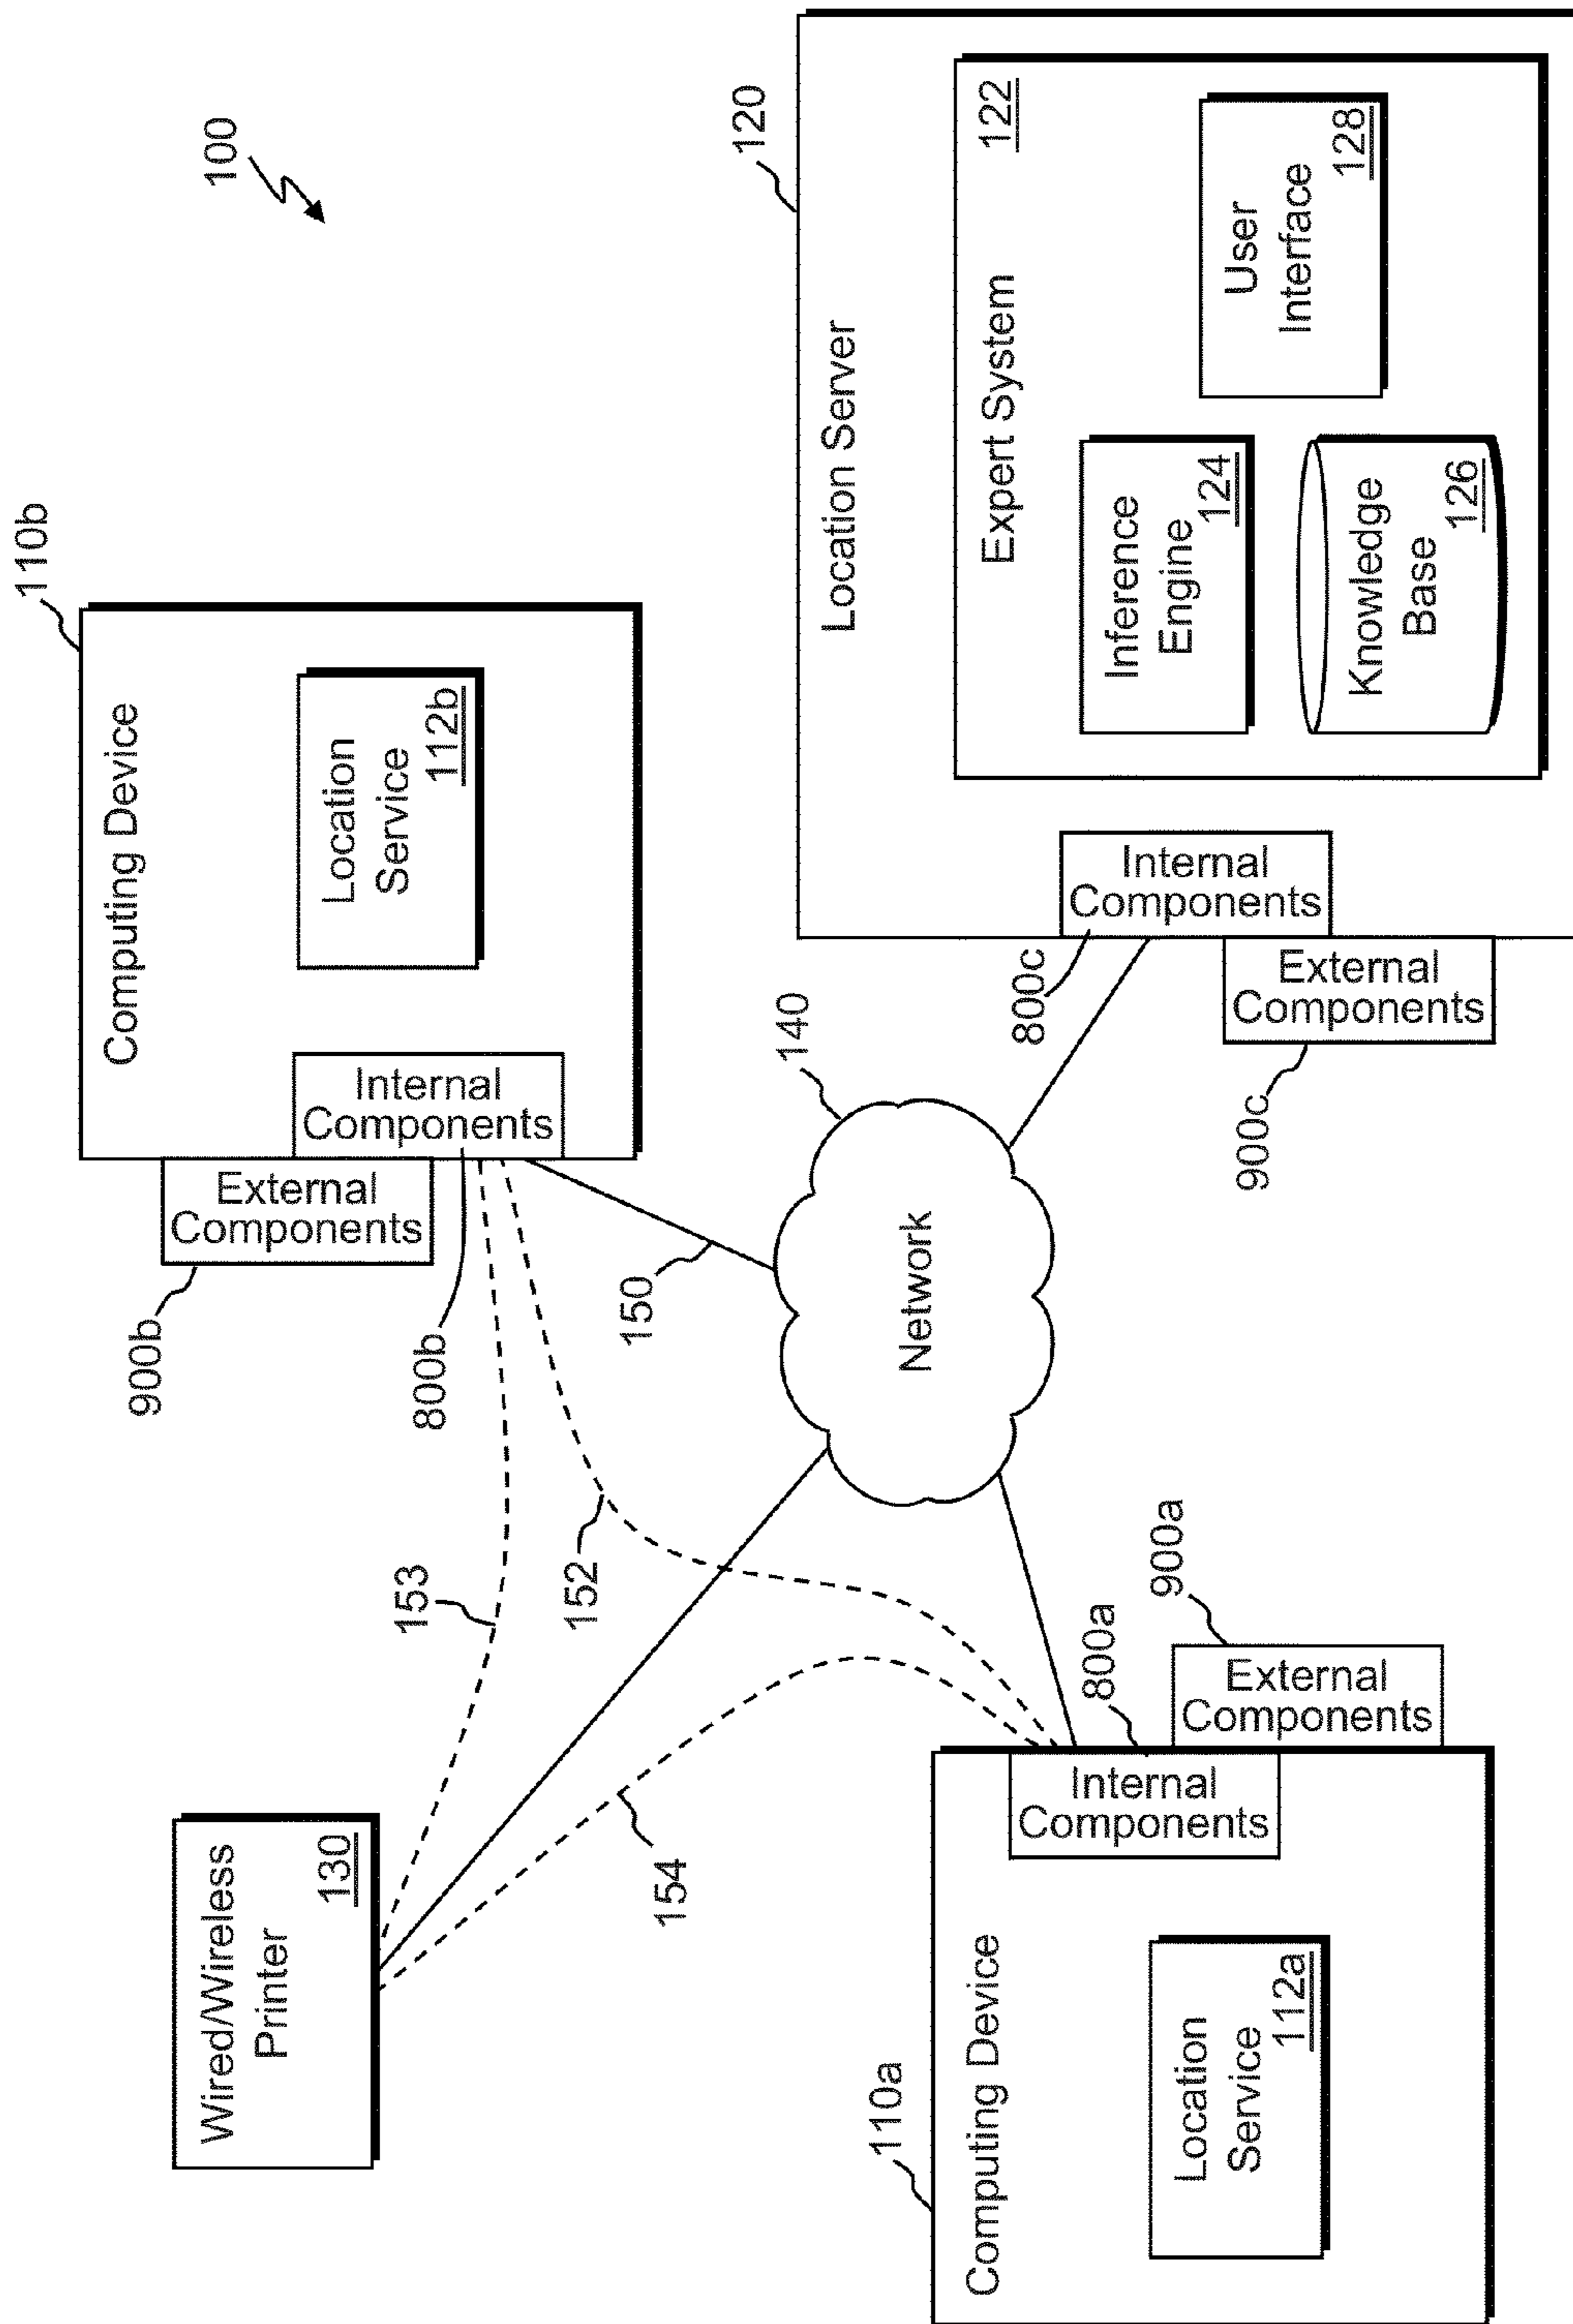 100
Wired/Wireless
Printer
130
153
154
152
900b
External
Components
Internal
Components
800b
110b
Computing Device
Location
Service
112b
150
140
Network
110a
Computing Device
Location
Service
112a
Internal
Components
800a
External
Components
900a
120
Location Server
Expert System
122
Inference
Engine
124
Knowledge
Base
126
User
Interface
128
Internal
Components
800c
External
Components
900c